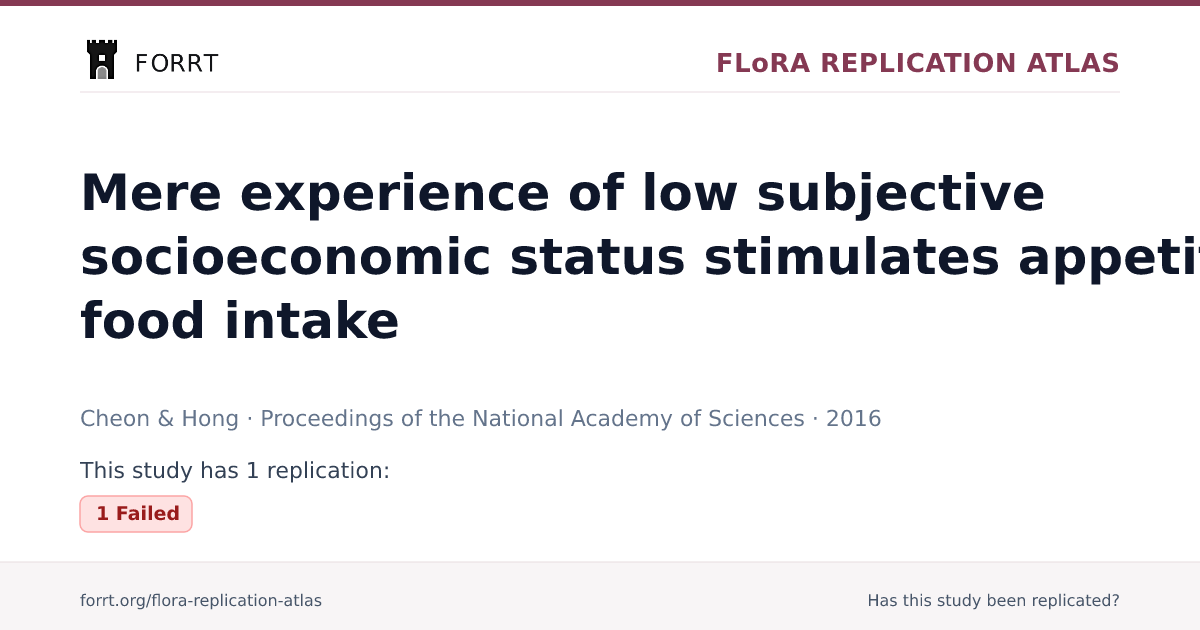 FORRT
FLoRA REPLICATION ATLAS
Mere experience of low subjective
socioeconomic status stimulates
food intake
Cheon & Hong · Proceedings of the National Academy of Sciences · 2016
This study has 1 replication:
1 Failed
forrt.org/flora-replication-atlas
Has this study been replicated?